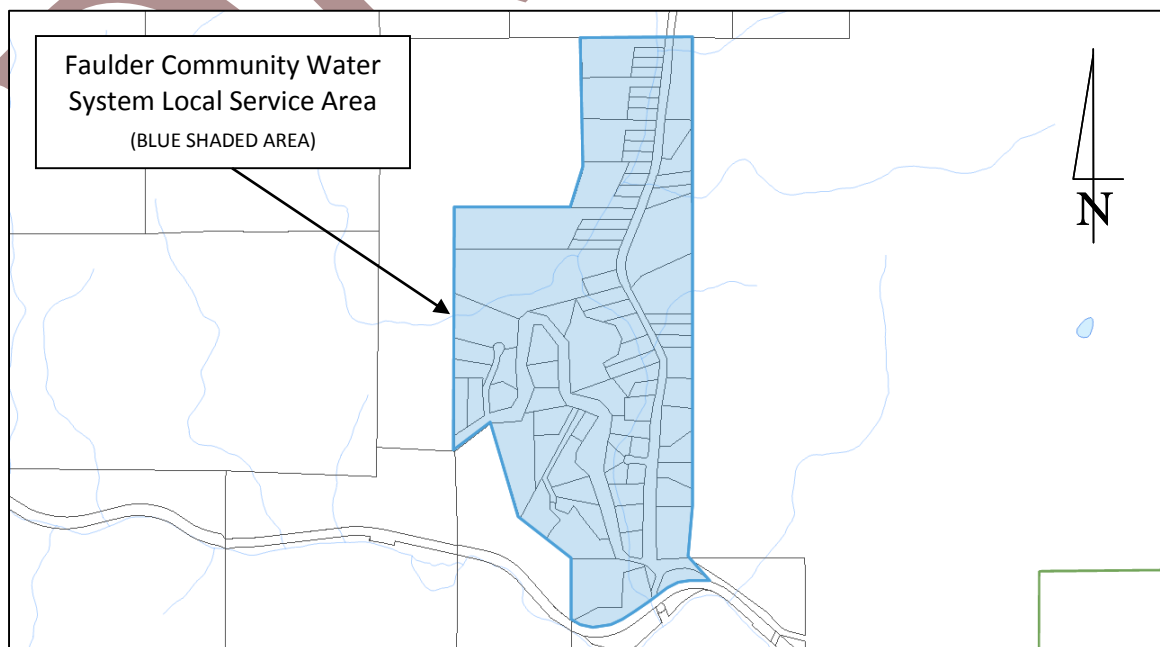 Faulder Community Water
System Local Service Area
(BLUE SHADED AREA)
N